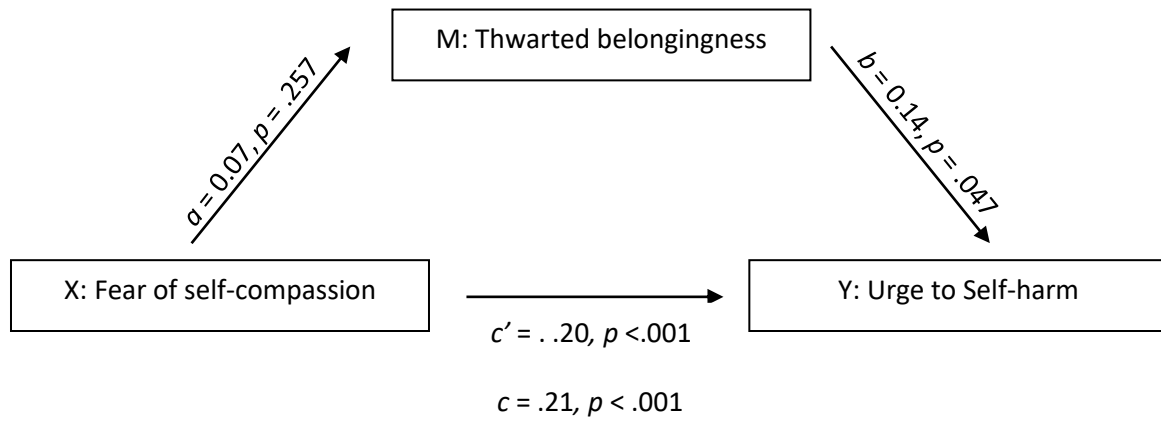 M: Thwarted belongingness
a = 0.07, p = .257
b = 0.14, p = .047
X: Fear of self-compassion
Y: Urge to Self-harm
c’ = . .20, p <.001
c = .21, p < .001